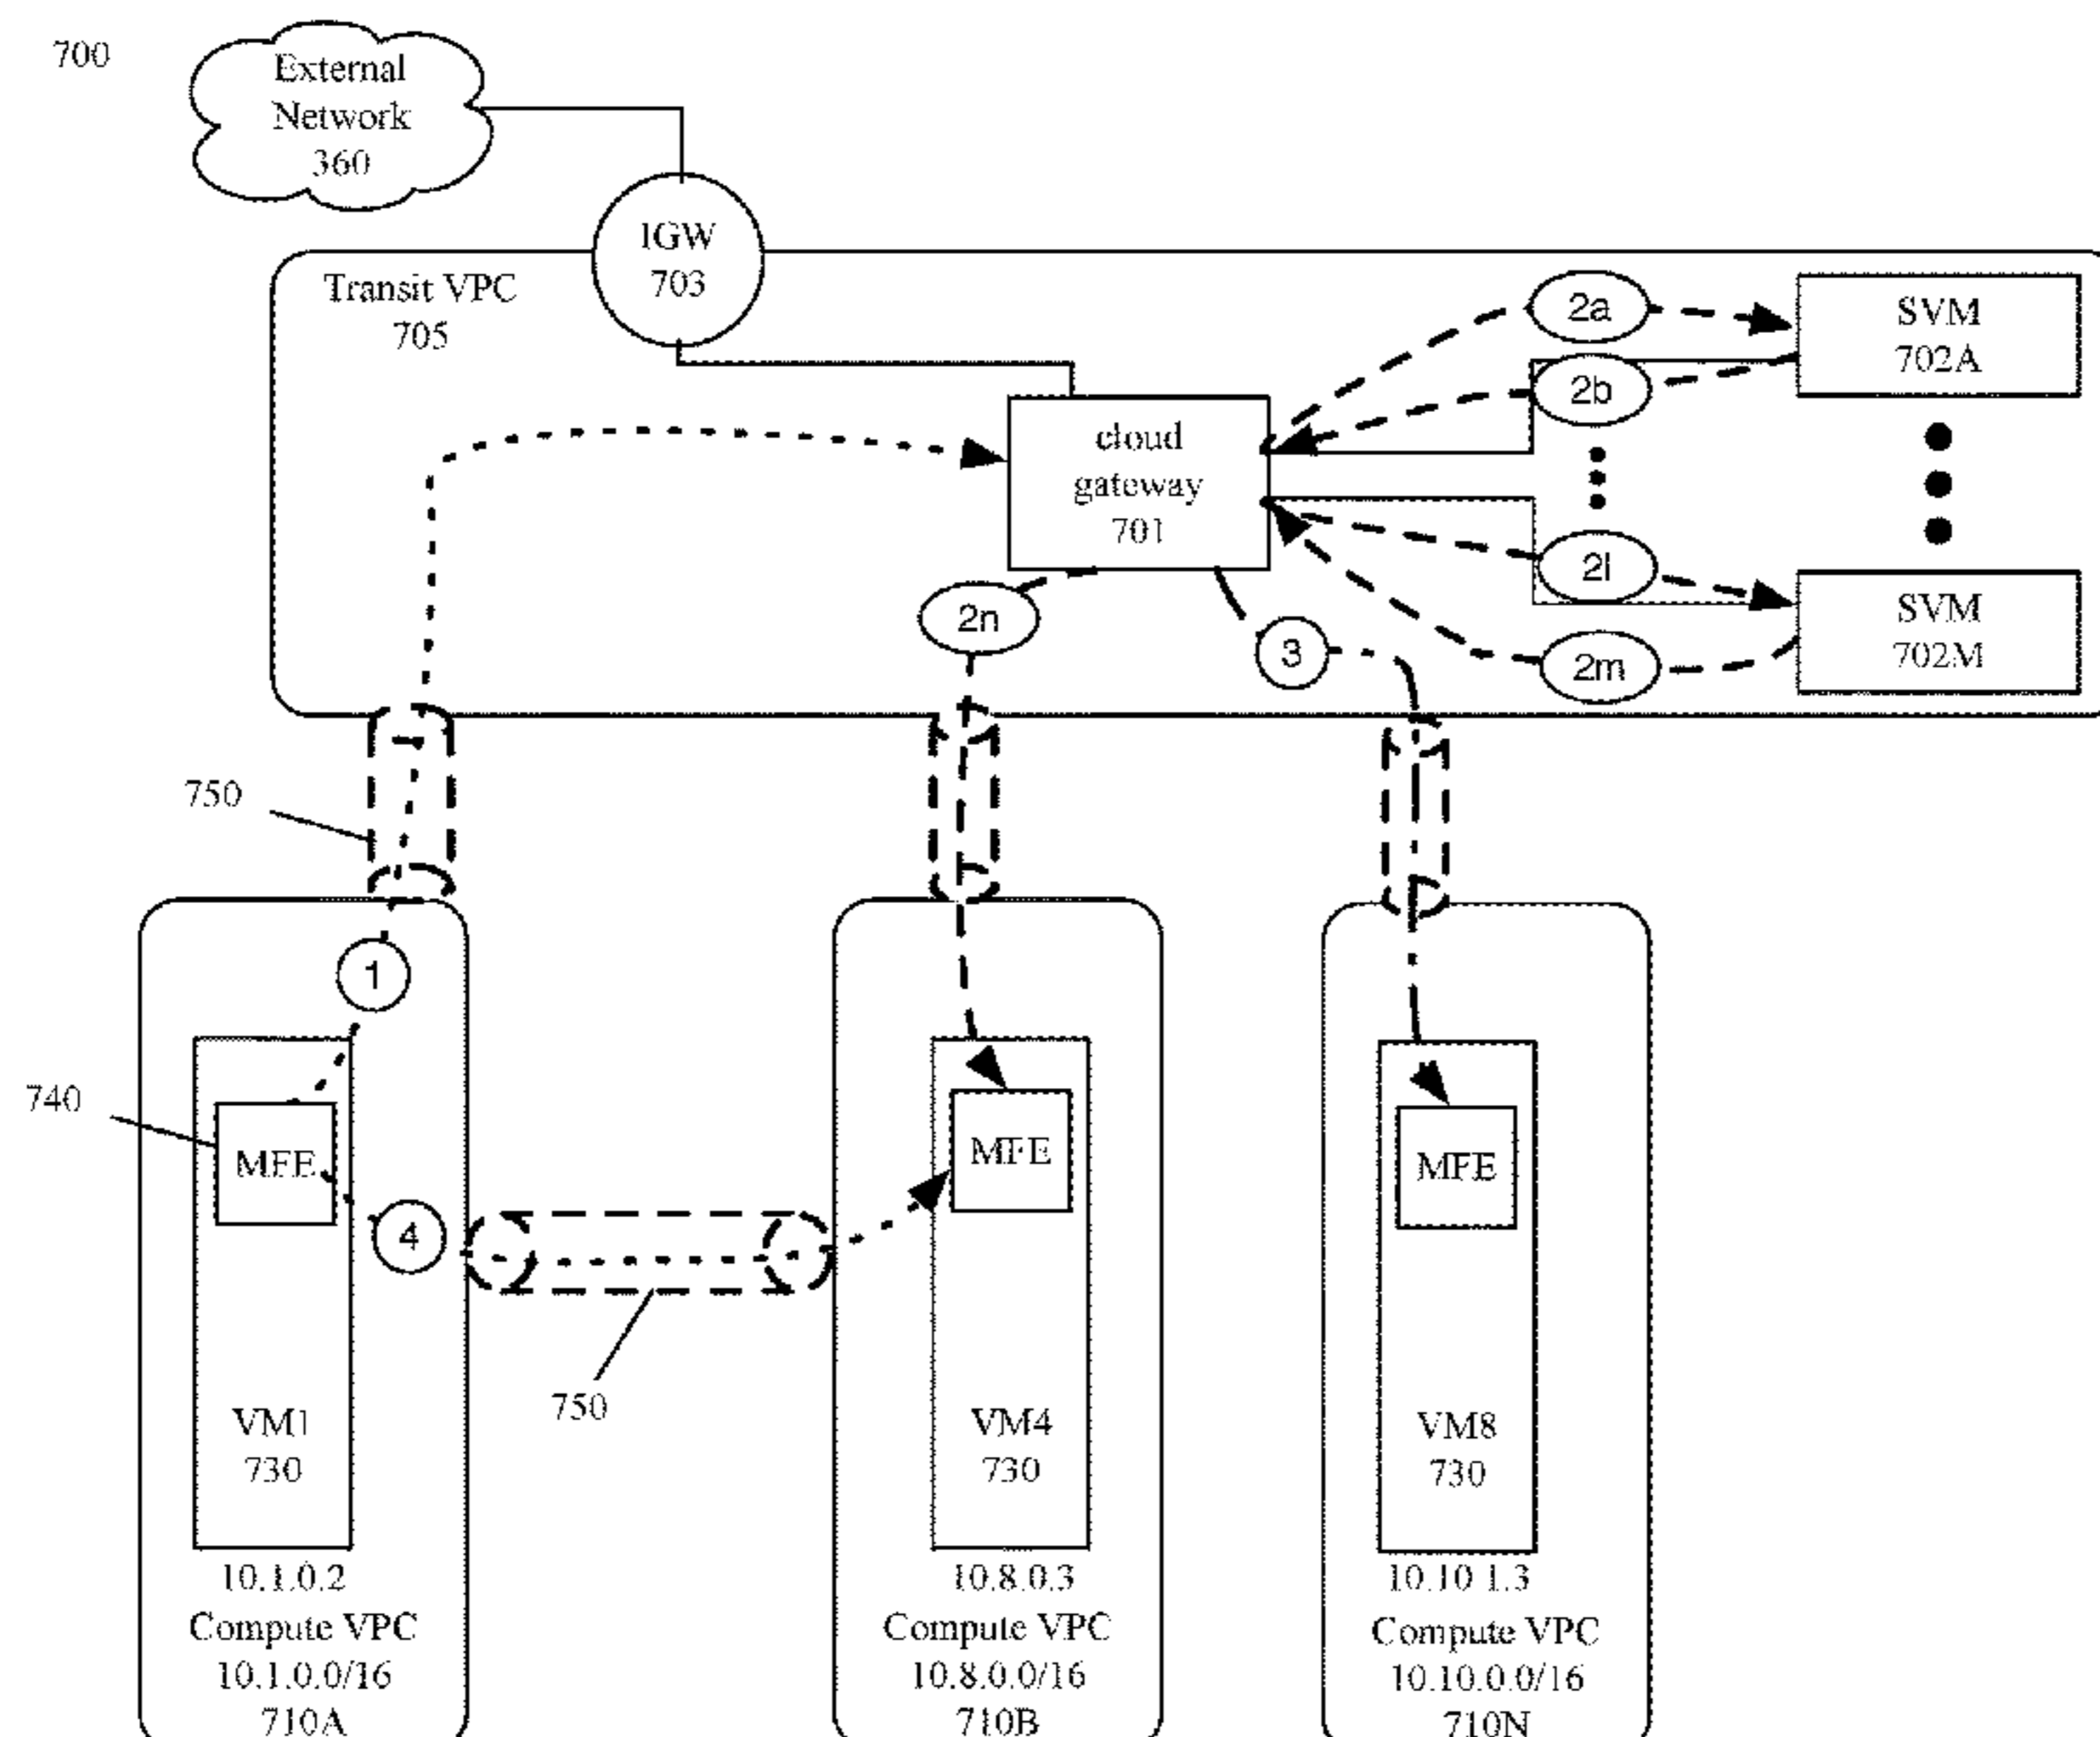 700
External
Network
360
IGW
703
Transit VPC
705
2a
SVM
702A
2b
cloud
gateway
701
2l
SVM
702M
2n
3
2m
750
1
740
MFE
MFE
MFE
4
750
VM1
730
VM4
730
VM8
730
10.1.0.2
Compute VPC
10.1.0.0/16
710A
10.8.0.3
Compute VPC
10.8.0.0/16
710B
10.10 1.3
Compute VPC
10.10.0.0/16
710N